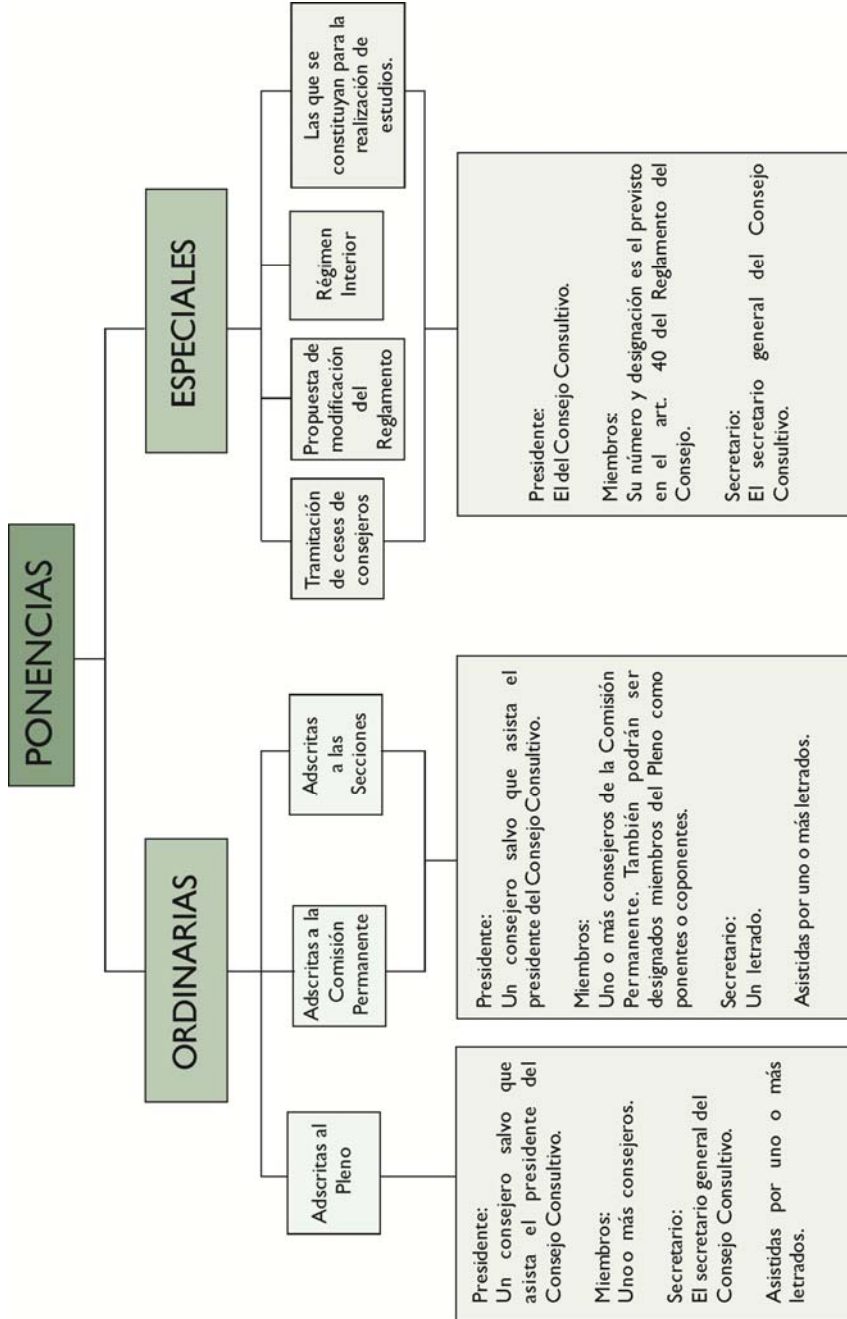 PONENCIAS
ORDINARIAS
ESPECIALES
Adscritas al
Pleno
Adscritas a la
Comisión
Permanente
Adscritas
a las
Secciones
Tramitación
de ceses de
consejeros
Propuesta de
modificación
del
Reglamento
Régimen
Interior
Las que se
constituyan para la
realización de
estudios.
Presidente:
Un consejero salvo que
asista el presidente del
Consejo Consultivo.
Miembros:
Uno o más consejeros.
Secretario:
El secretario general del
Consejo Consultivo.
Asistidas por uno o más
letrados.
Presidente:
Un consejero salvo que asista el
presidente del Consejo Consultivo.
Miembros:
Uno o más consejeros de la Comisión
Permanente. También podrán ser
designados miembros del Pleno como
ponentes o coponentes.
Secretario:
Un letrado.
Asistidas por uno o más letrados.
Presidente:
El del Consejo Consultivo.
Miembros:
Su número y designación es el previsto
en el art. 40 del Reglamento del
Consejo.
Secretario:
El secretario general del Consejo
Consultivo.